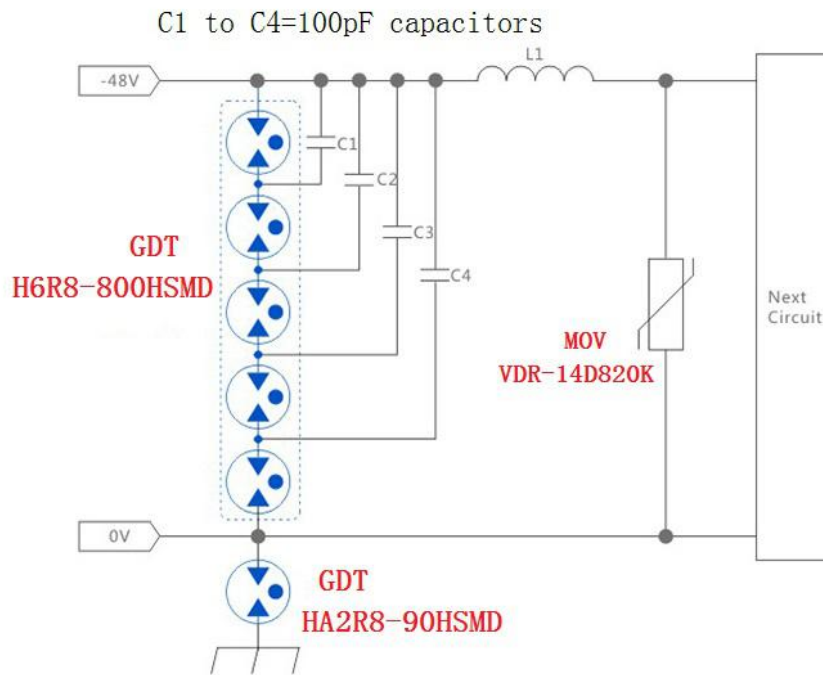 C1 to C4=100pF capacitors
L1
-48V
C1
C2
GDT
H6R8-800HSMD
C3
C4
Next
Circuit
MOV
VDR-14D820K
0V
GDT
HA2R8-90HSMD